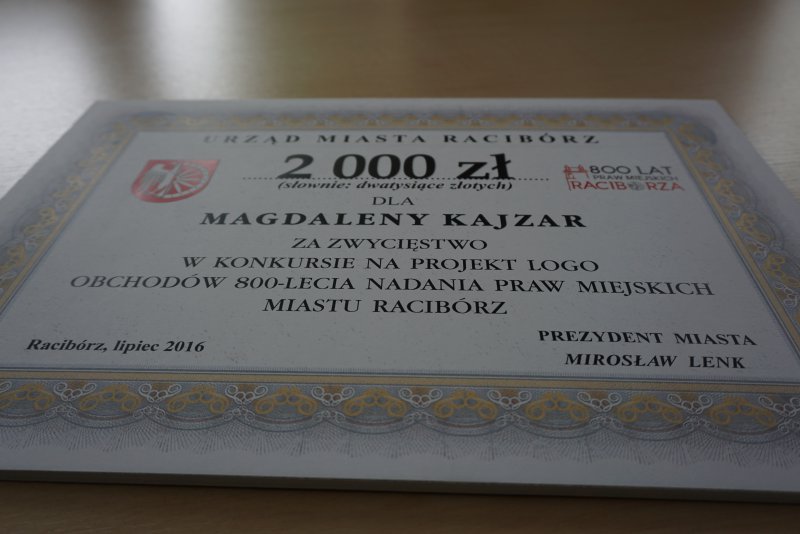 URZĄD MIASTA RACIBÓRZ
2 000 zł
(słownie: dwatysiące złotych)
800 LAT
PRAW MIEJSKICH
RACIBORZA
DLA
MAGDALENY KAJZAR
ZA ZWYCIĘSTWO
W KONKURSIE NA PROJEKT LOGO
OBCHODÓW 800-LECIA NADANIA PRAW MIEJSKICH
MIASTU RACIBÓRZ
Racibórz, lipiec 2016
PREZYDENT MIASTA
MIROSŁAW LENK